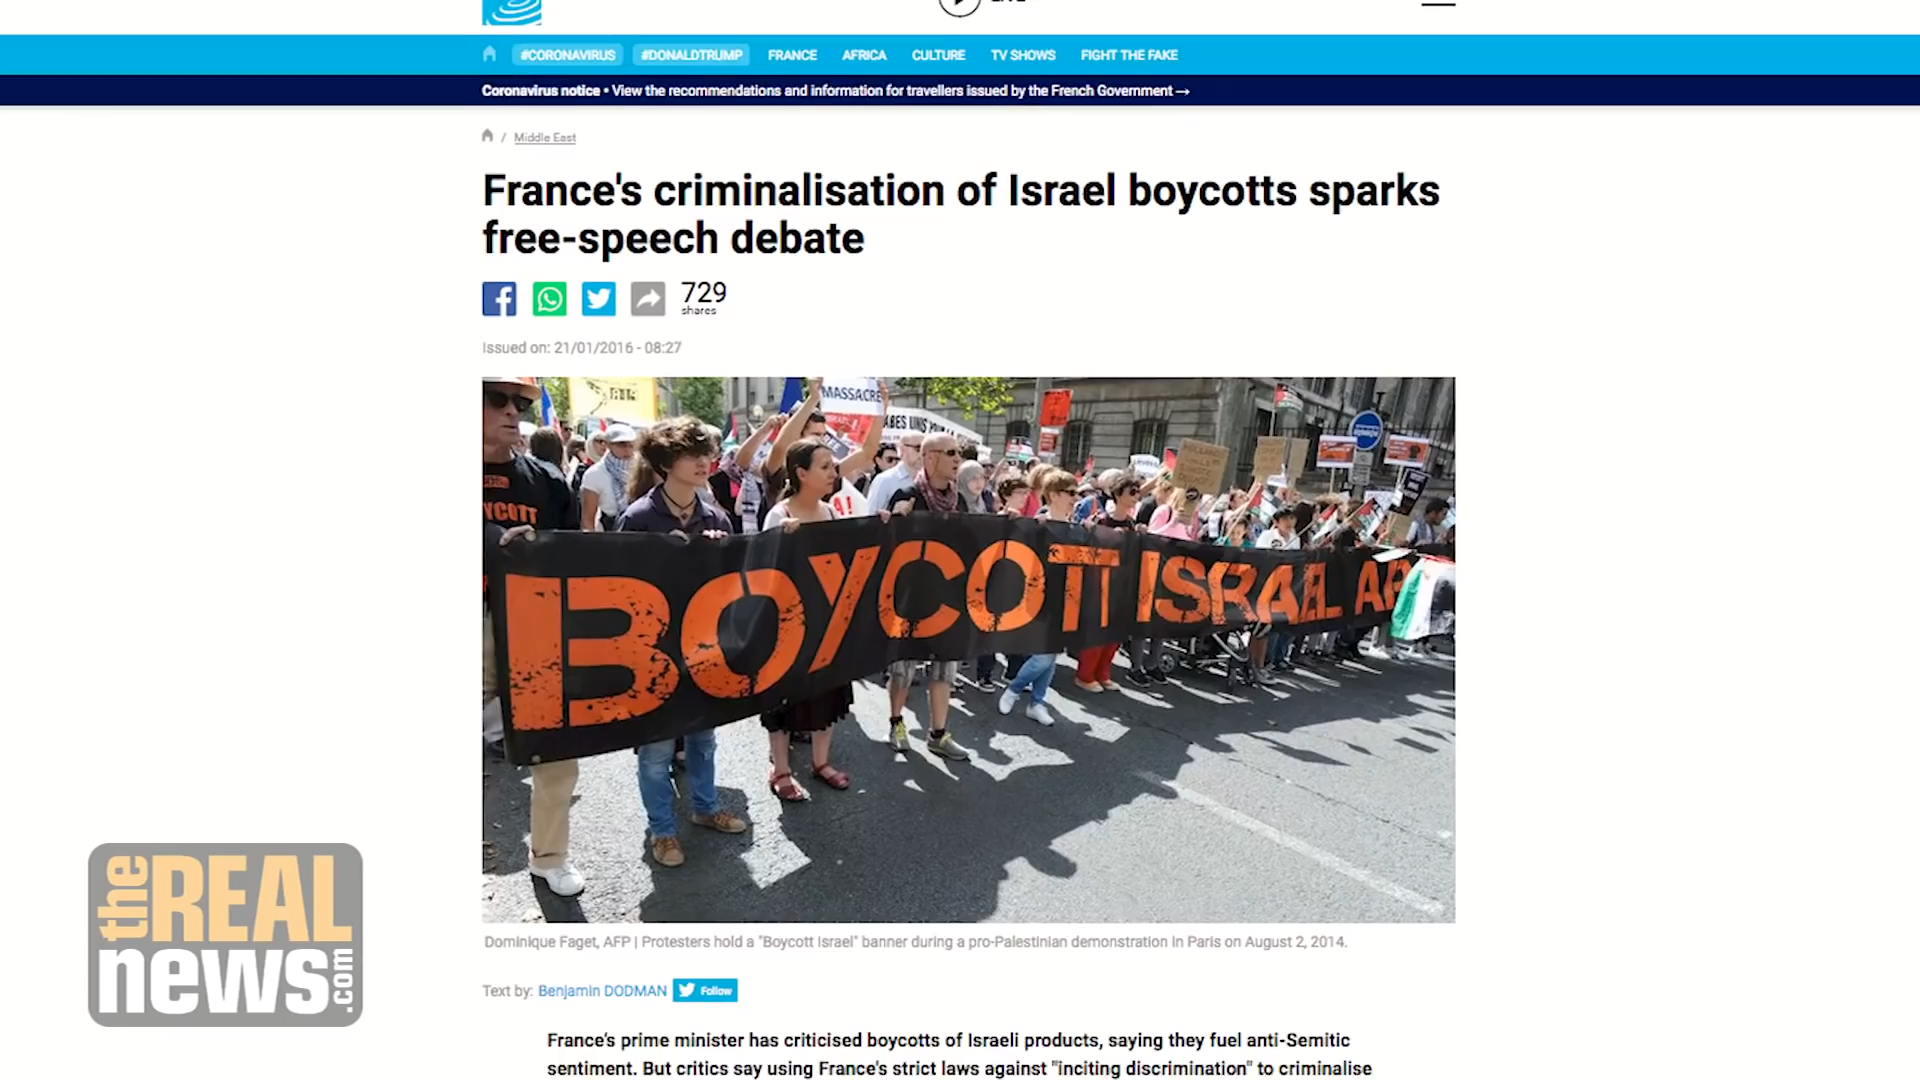 #CORONAVIRUS #DONALDTRUMP FRANCE AFRICA CULTURE TV SHOWS FIGHT THE FAKE
Coronavirus notice • View the recommendations and information for travellers issued by the French Government →
/ Middle East
France's criminalisation of Israel boycotts sparks
free-speech debate
729
shares
Issued on: 21/01/2016 - 08:27
MASSACRE
BOYCOTT ISRAEL
Dominique Faget, AFP | Protesters hold a "Boycott Israel" banner during a pro-Palestinian demonstration in Paris on August 2, 2014.
Text by: Benjamin DODMAN Follow
France's prime minister has criticised boycotts of Israeli products, saying they fuel anti-Semitic
sentiment. But critics say using France's strict laws against "inciting discrimination" to criminalise
the REAL
news.com